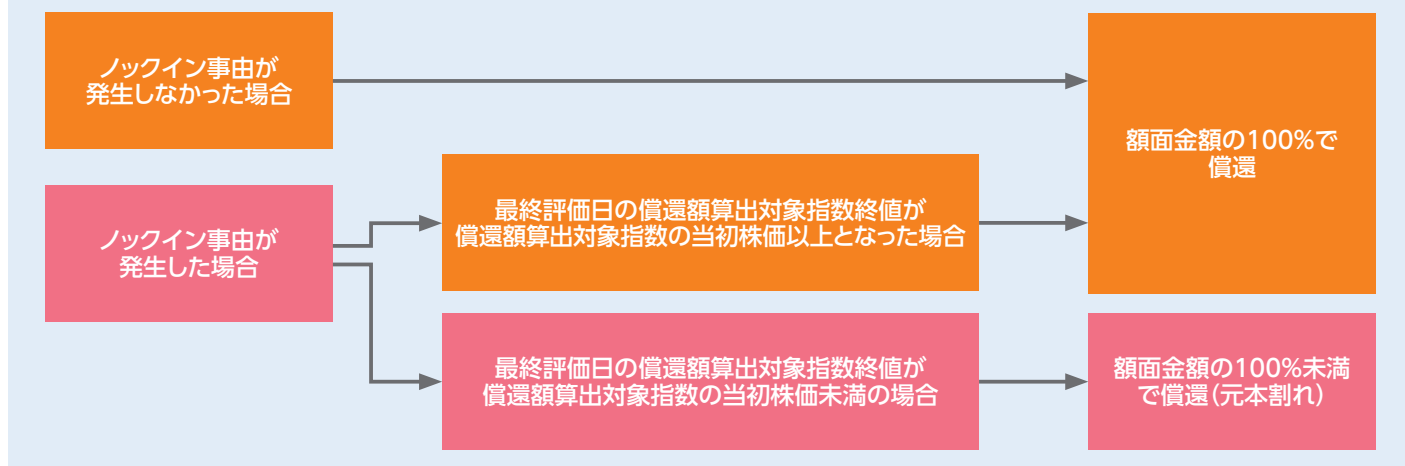 ノックイン事由が
発生しなかった場合
額面金額の100%で
償還
ノックイン事由が
発生した場合
最終評価日の償還額算出対象指数終値が
償還額算出対象指数の当初株価以上となった場合
最終評価日の償還額算出対象指数終値が
償還額算出対象指数の当初株価未満の場合
額面金額の100%未満
で償還(元本割れ)